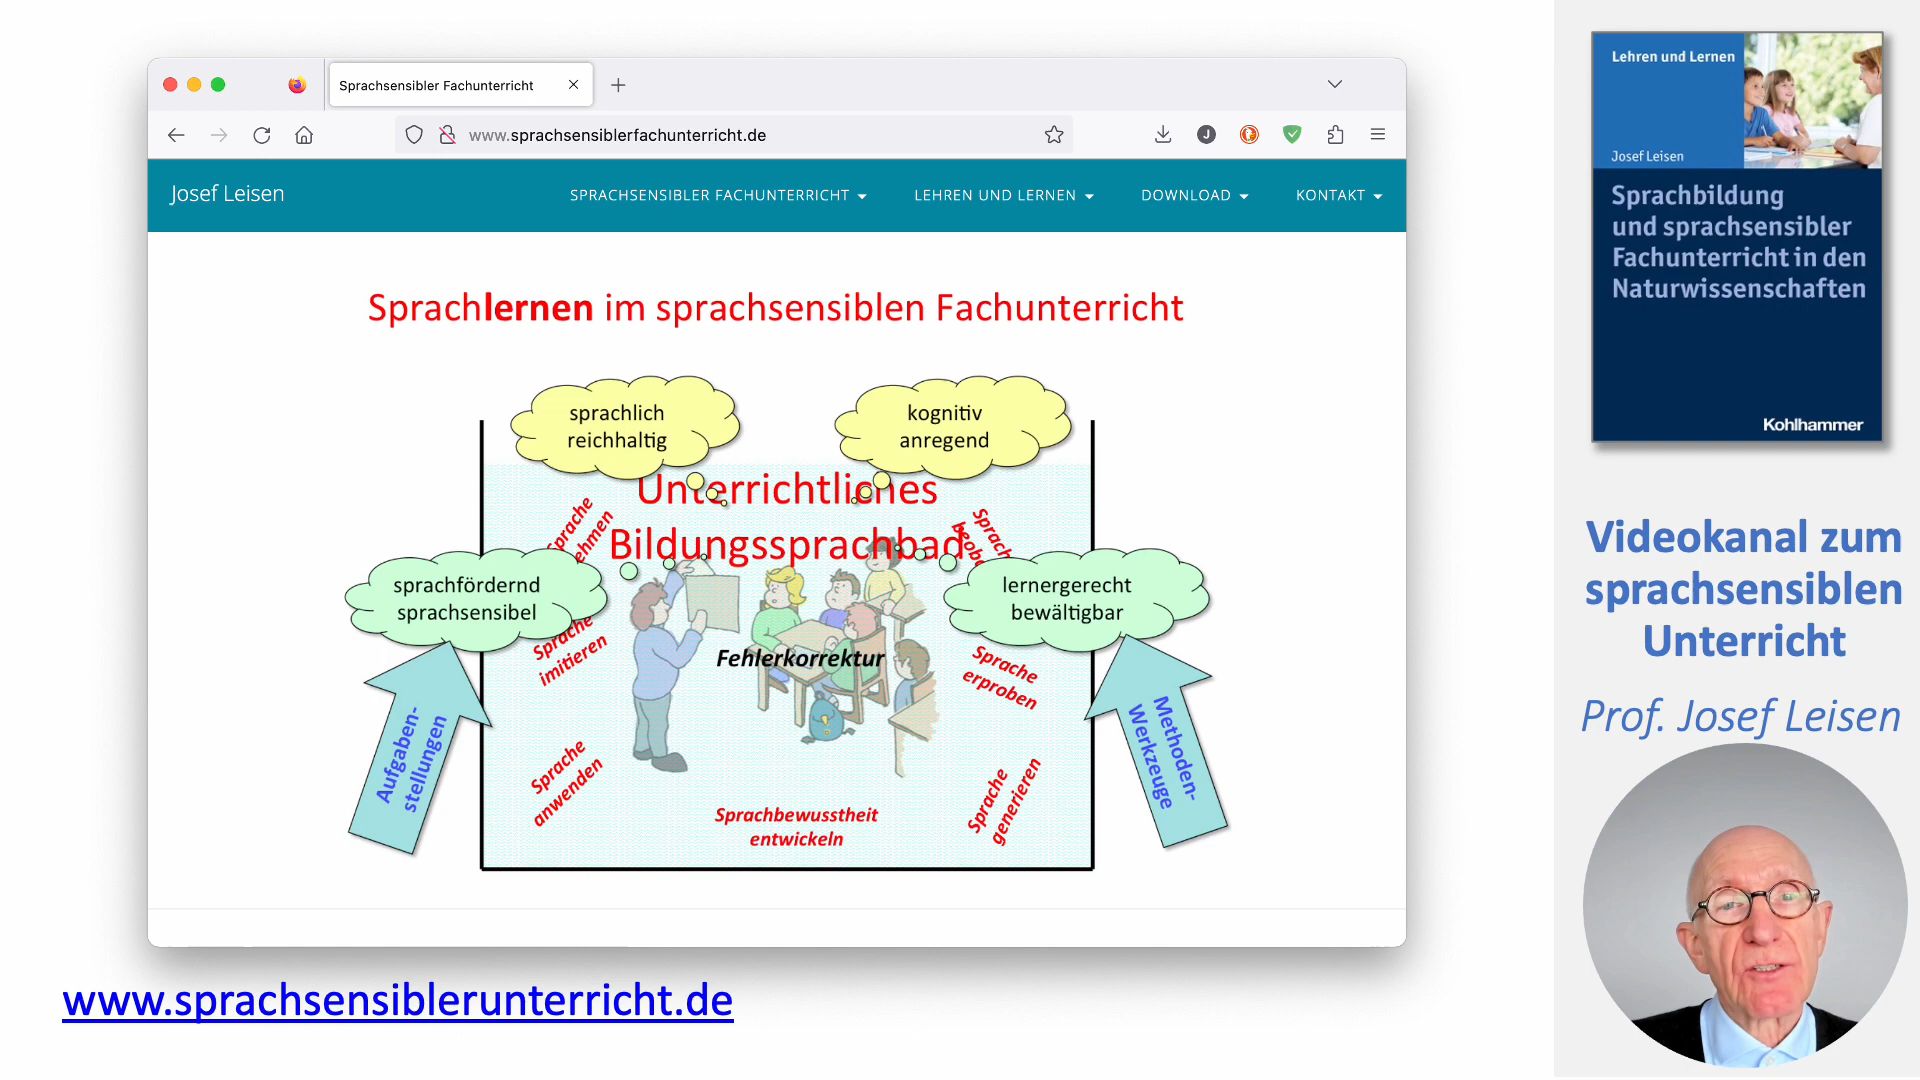 Sprachsensibler Fachunterricht
www.sprachsensiblerfachunterricht.de
J
Josef Leisen
SPRACHSENSIBLER FACHUNTERRICHT
LEHREN UND LERNEN
DOWNLOAD
KONTAKT
Sprachlernen im sprachsensiblen Fachunterricht
sprachlich
reichhaltig
kognitiv
anregend
Unterrichtliches
Bildungssprachbad
Sprache
sprachfördernd
sprachsensibel
lernergerecht
bewältigbar
Sprache
imitieren
Fehlerkorrektur
Sprache
erproben
Aufgaben-
stellungen
Methoden-
Werkzeuge
Sprache
anwenden
Sprache
generieren
Sprachbewusstheit
entwickeln
www.sprachsensiblerunterricht.de
Lehren und Lernen
Josef Leisen
Sprachbildung
und sprachsensibler
Fachunterricht in den
Naturwissenschaften
Kohlhammer
Videokanal zum
sprachsensiblen
Unterricht
Prof. Josef Leisen